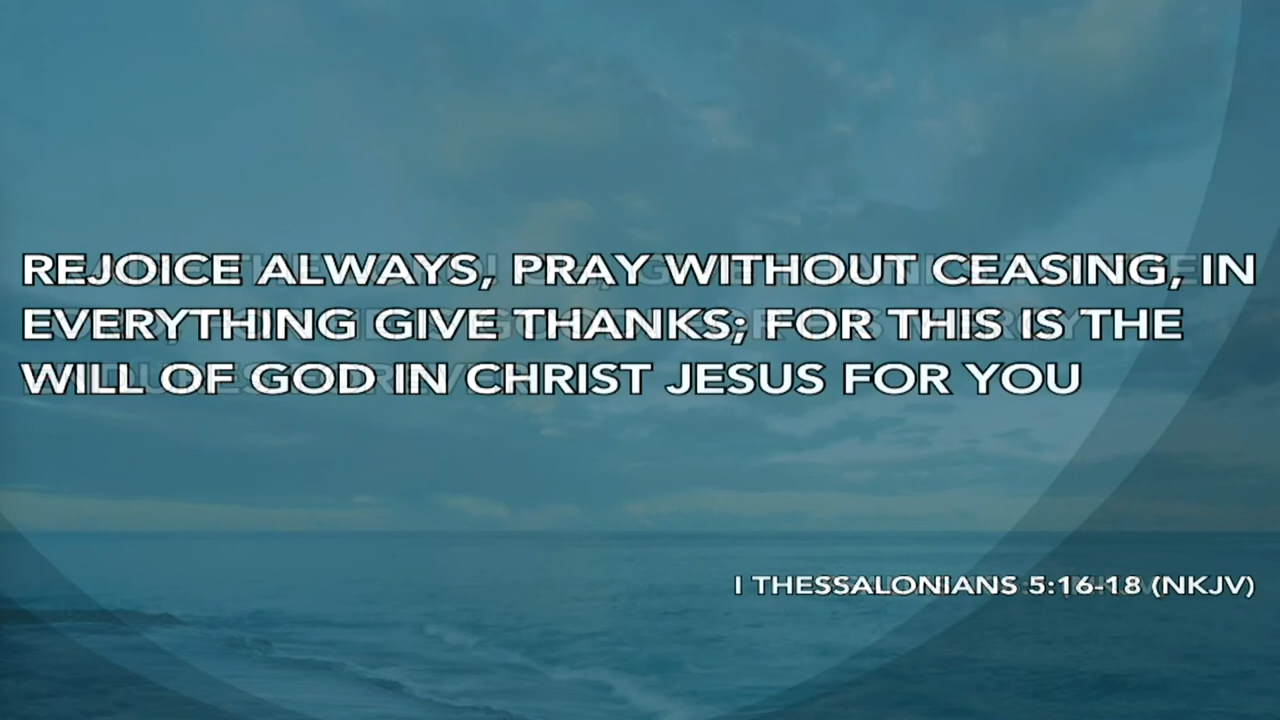 REJOICE ALWAYS, PRAY WITHOUT CEASING, IN
EVERYTHING GIVE THANKS; FOR THIS IS THE
WILL OF GOD IN CHRIST JESUS FOR YOU
I THESSALONIANS 5:16-18 (NKJV)